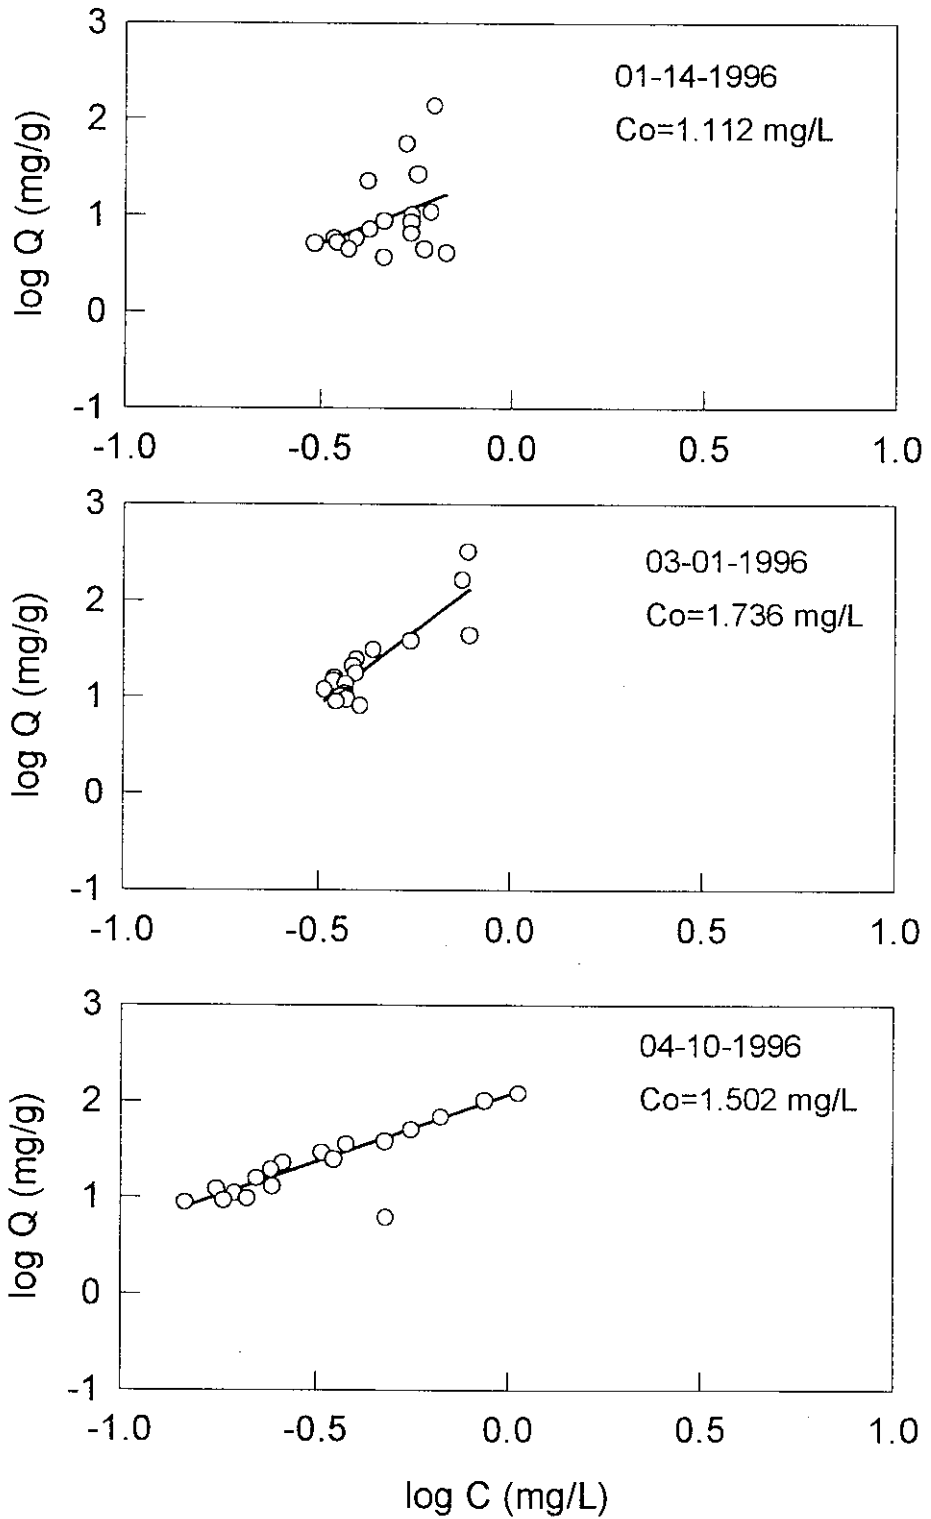 3
01-14-1996
2
Co=1.112 mg/L
log Q (mg/g)
1
0
-1
-1.0 -0.5 0.0 0.5 1.0
3
03-01-1996
2
Co=1.736 mg/L
log Q (mg/g)
1
0
-1
-1.0 -0.5 0.0 0.5 1.0
3
04-10-1996
2
Co=1.502 mg/L
log Q (mg/g)
1
0
-1
-1.0 -0.5 0.0 0.5 1.0
log C (mg/L)